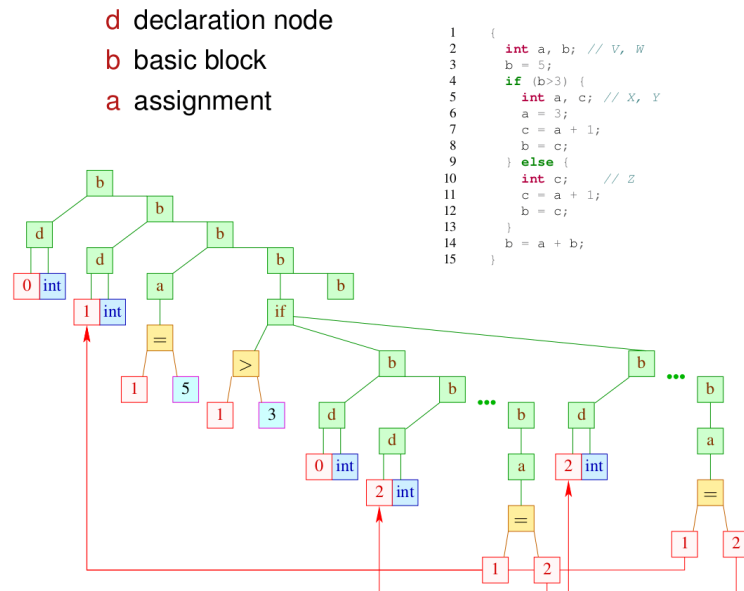 d declaration node
b basic block
a assignment
1 {
2 int a, b; // V, W
3 b = 5;
4 if (b>3) {
5 int a, c; // X, Y
6 a = 3;
7 c = a + 1;
8 b = c;
9 } else {
10 int c; // Z
11 c = a + 1;
12 b = c;
13 }
14 b = a + b;
15 }
b
b
d b
d b
0 int a b
1 int if
=
> b b
1 5 b
1 3 d b d b
d a
0 int a 2 int
2 int =
=
1 2
1 2